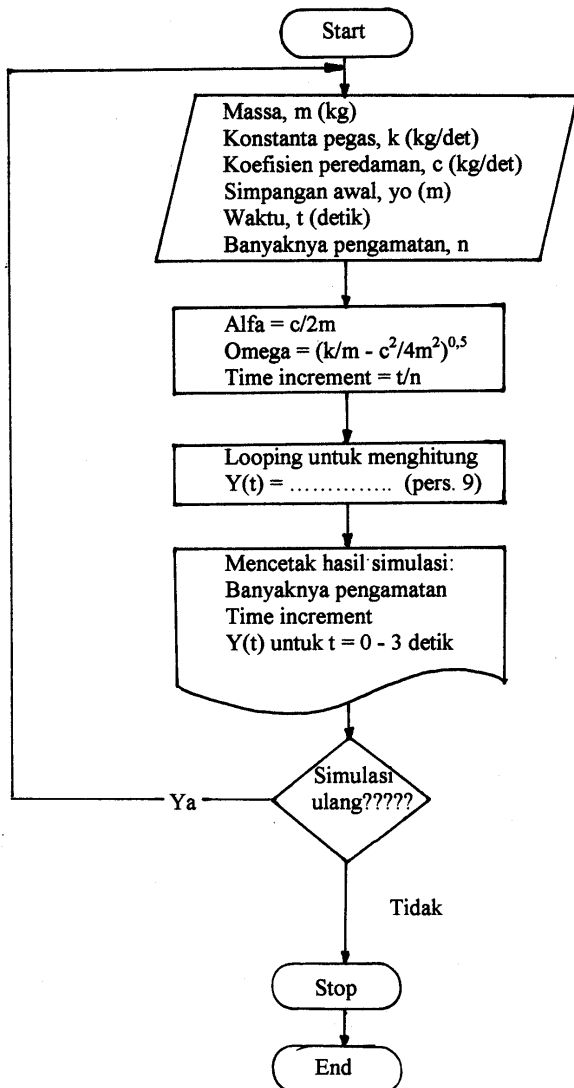 Start
Massa, m (kg)
Konstanta pegas, k (kg/det)
Koefisien peredaman, c (kg/det)
Simpangan awal, yo (m)
Waktu, t (detik)
Banyaknya pengamatan, n
Alfa = c/2m
Omega = (k/m - c²/4m²)⁰,⁵
Time increment = t/n
Looping untuk menghitung
Y(t) = ………….. (pers. 9)
Mencetak hasil simulasi:
Banyaknya pengamatan
Time increment
Y(t) untuk t = 0 - 3 detik
Simulasi
ulang?????
Ya
Tidak
Stop
End